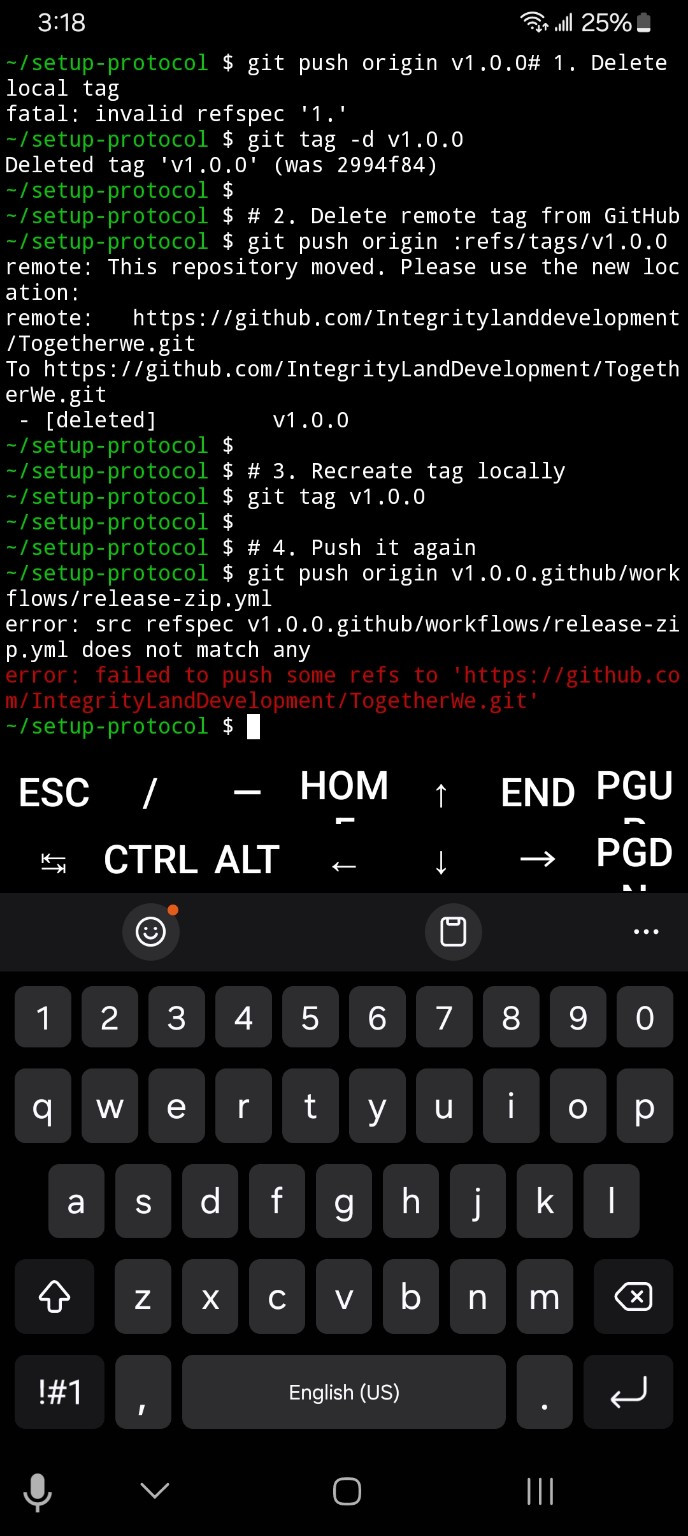 3:18 25%
~/setup-protocol $ git push origin v1.0.0# 1. Delete
local tag
fatal: invalid refspec '1.'
~/setup-protocol $ git tag -d v1.0.0
Deleted tag 'v1.0.0' (was 2994f84)
~/setup-protocol $
~/setup-protocol $ # 2. Delete remote tag from GitHub
~/setup-protocol $ git push origin :refs/tags/v1.0.0
remote: This repository moved. Please use the new loc
ation:
remote:   https://github.com/Integritylanddevelopment
/Togetherwe.git
To https://github.com/IntegrityLandDevelopment/Togeth
erWe.git
 - [deleted]         v1.0.0
~/setup-protocol $
~/setup-protocol $ # 3. Recreate tag locally
~/setup-protocol $ git tag v1.0.0
~/setup-protocol $
~/setup-protocol $ # 4. Push it again
~/setup-protocol $ git push origin v1.0.0.github/work
flows/release-zip.yml
error: src refspec v1.0.0.github/workflows/release-zi
p.yml does not match any
error: failed to push some refs to 'https://github.co
m/IntegrityLandDevelopment/TogetherWe.git'
~/setup-protocol $
ESC / — HOME ↑ END PGUP
↹ CTRL ALT ← ↓ → PGDN
1 2 3 4 5 6 7 8 9 0
q w e r t y u i o p
a s d f g h j k l
z x c v b n m
!#1 , English (US) .